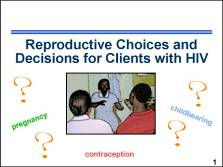 Reproductive Choices and
Decisions for Clients with HIV
pregnancy
childbearing
contraception
1